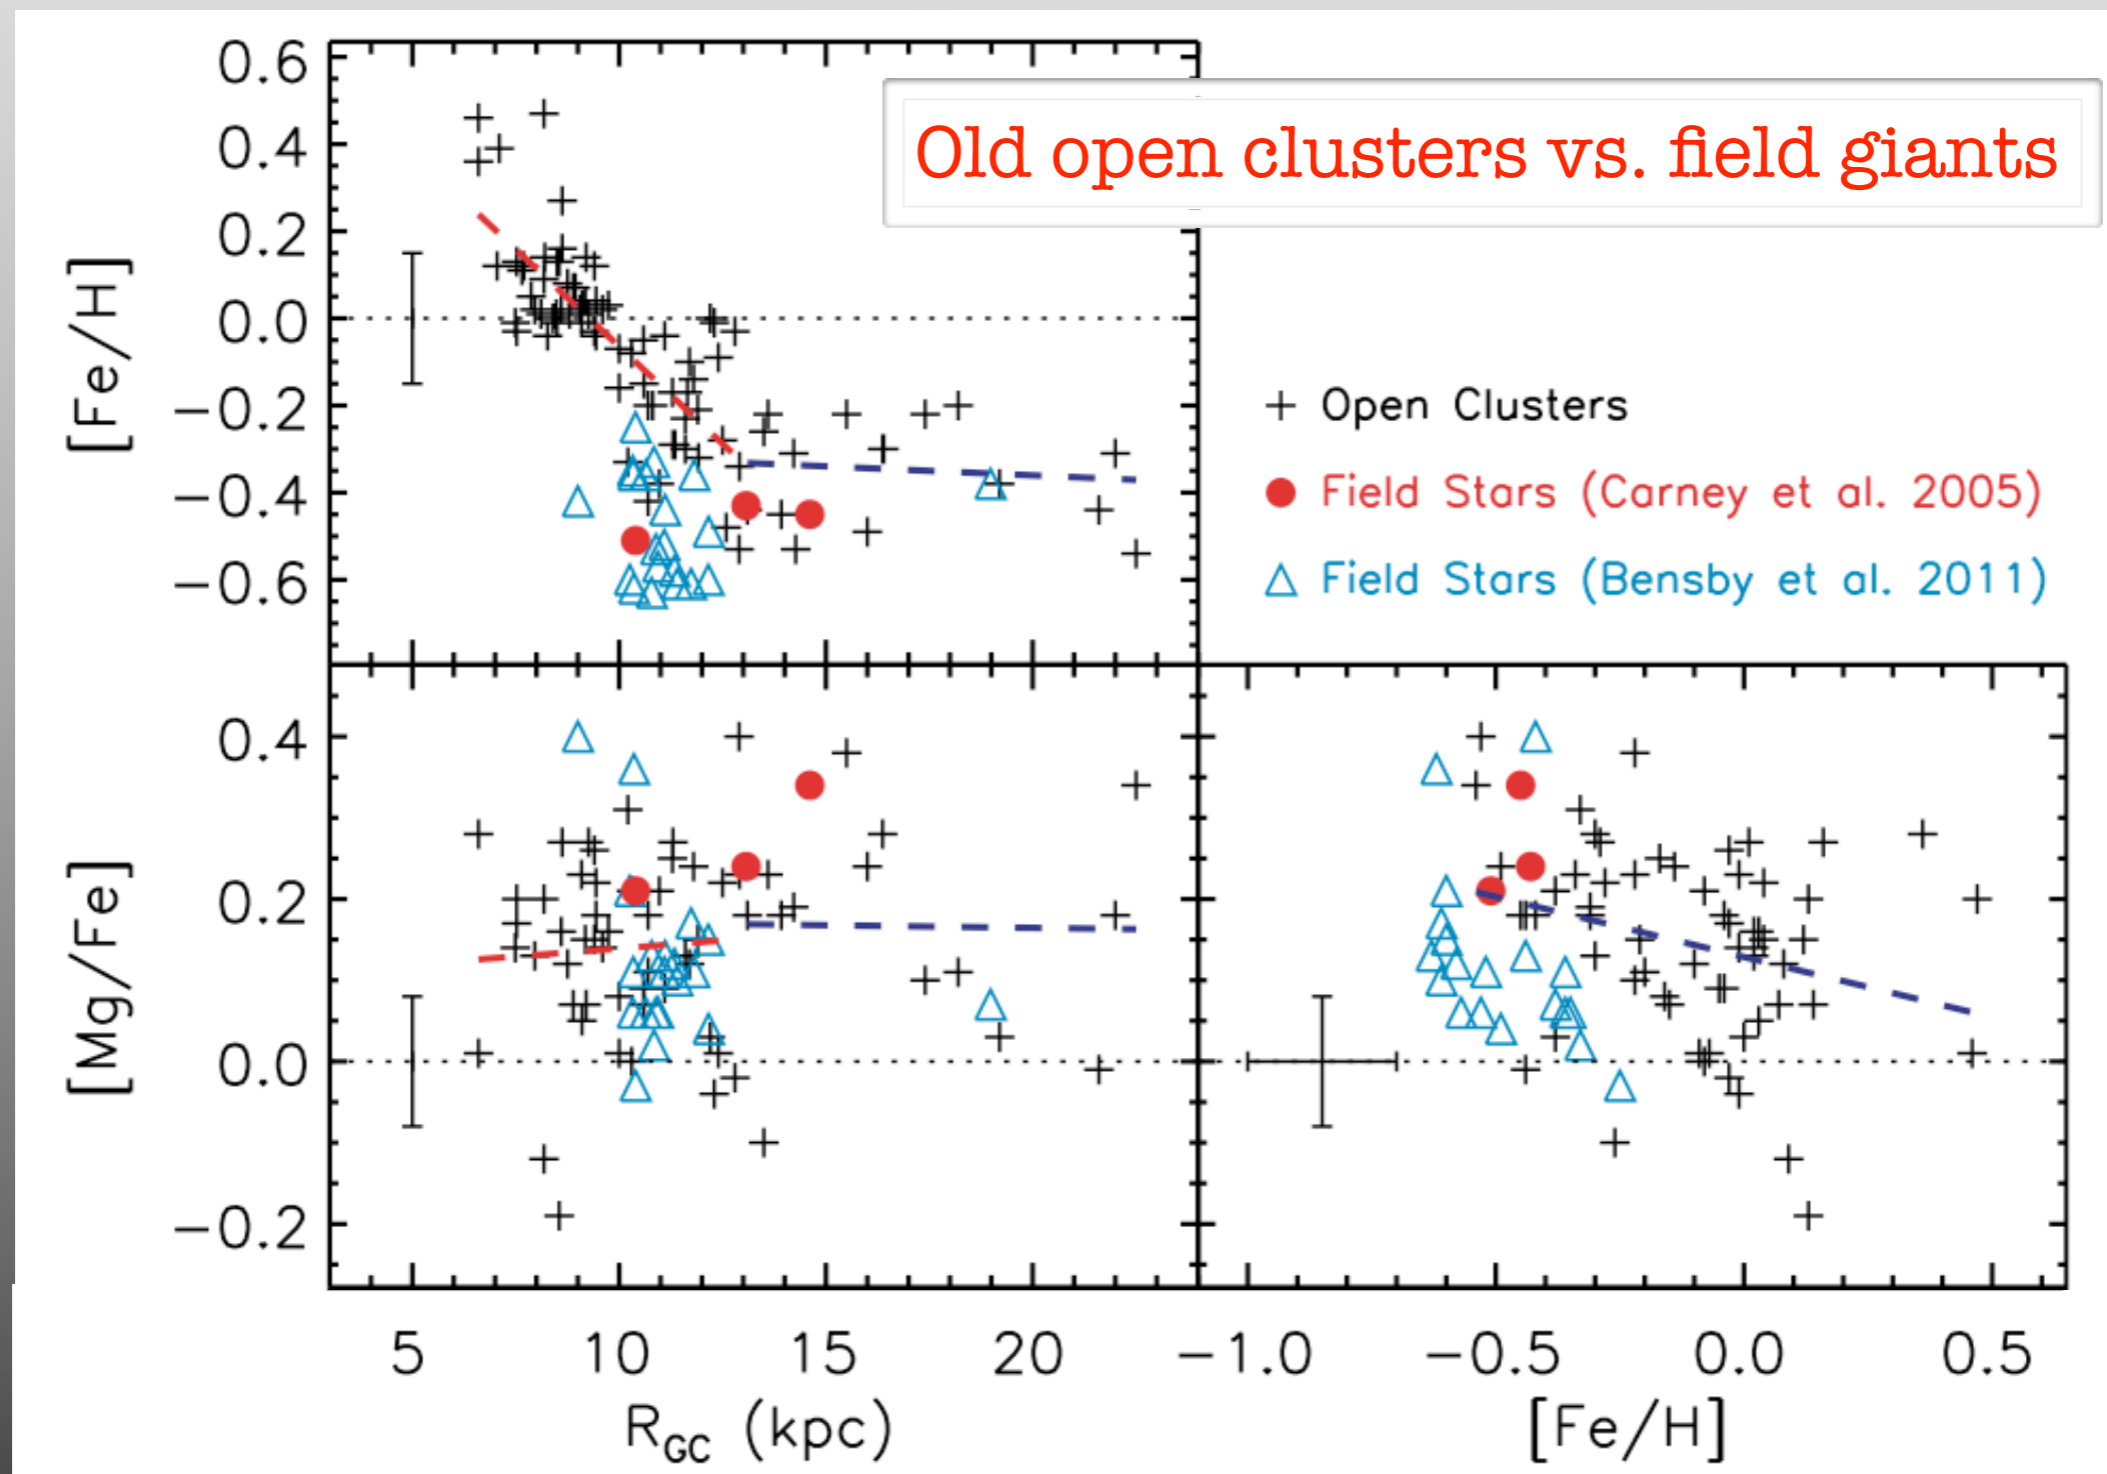 Old open clusters vs. field giants
0.6
0.4
0.2
0.0
−0.2
−0.4
−0.6
[Fe/H]
+ Open Clusters
Field Stars (Carney et al. 2005)
Field Stars (Bensby et al. 2011)
0.4
0.2
0.0
−0.2
[Mg/Fe]
5 10 15 20
−1.0 −0.5 0.0 0.5
R_GC (kpc)
[Fe/H]